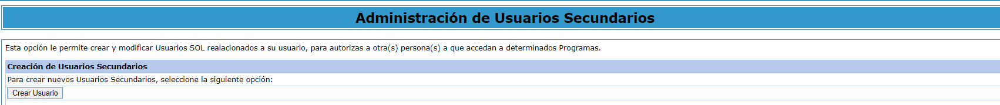 Administración de Usuarios Secundarios
Esta opción le permite crear y modificar Usuarios SOL realacionados a su usuario, para autorizas a otra(s) persona(s) a que accedan a determinados Programas.
Creación de Usuarios Secundarios
Para crear nuevos Usuarios Secundarios, seleccione la siguiente opción:
Crear Usuario